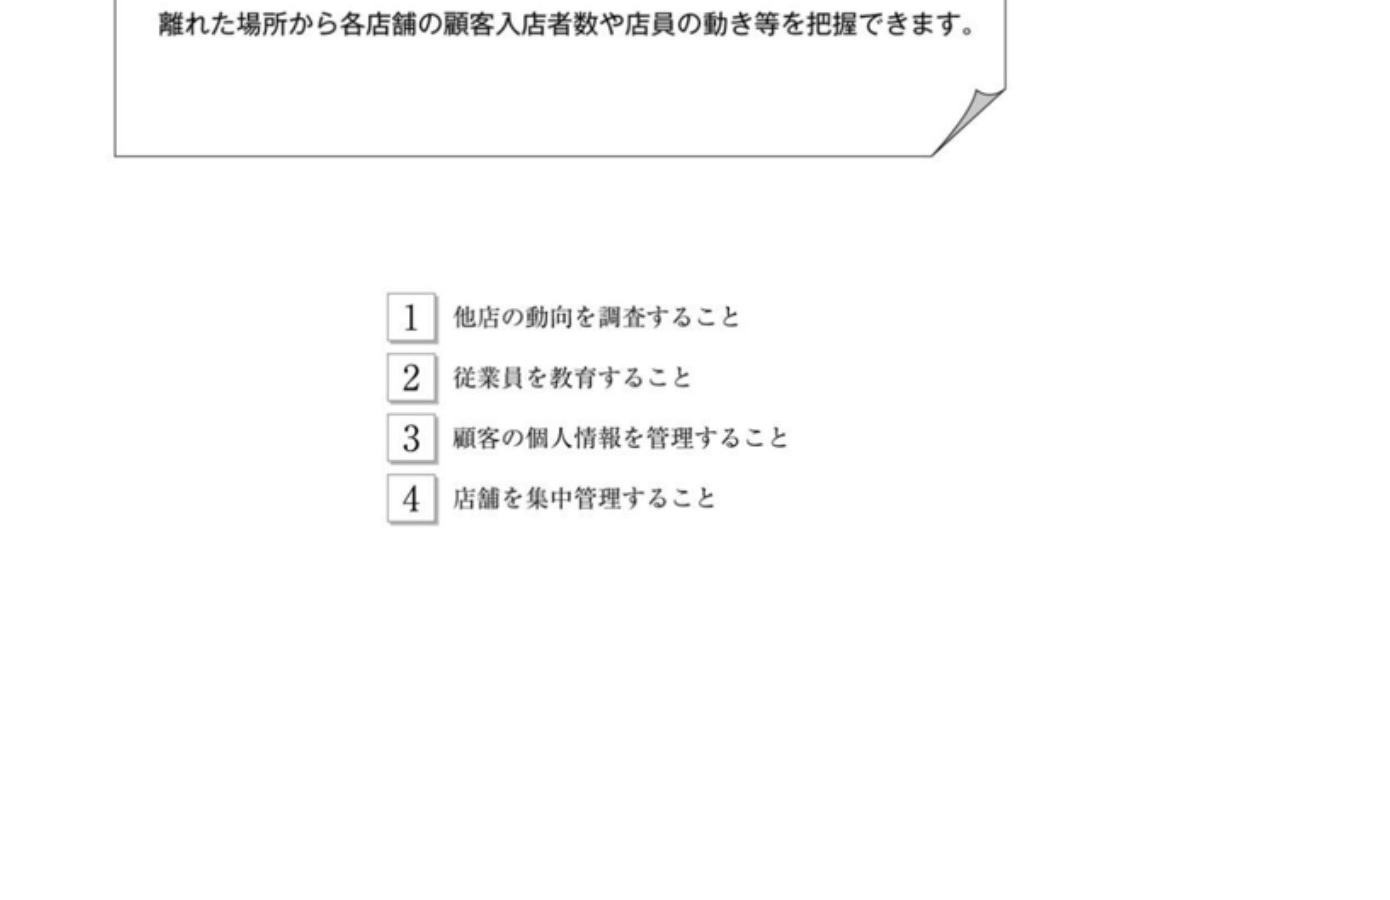 離れた場所から各店舗の顧客入店者数や店員の動き等を把握できます。
1 他店の動向を調査すること
2 従業員を教育すること
3 顧客の個人情報を管理すること
4 店舗を集中管理すること